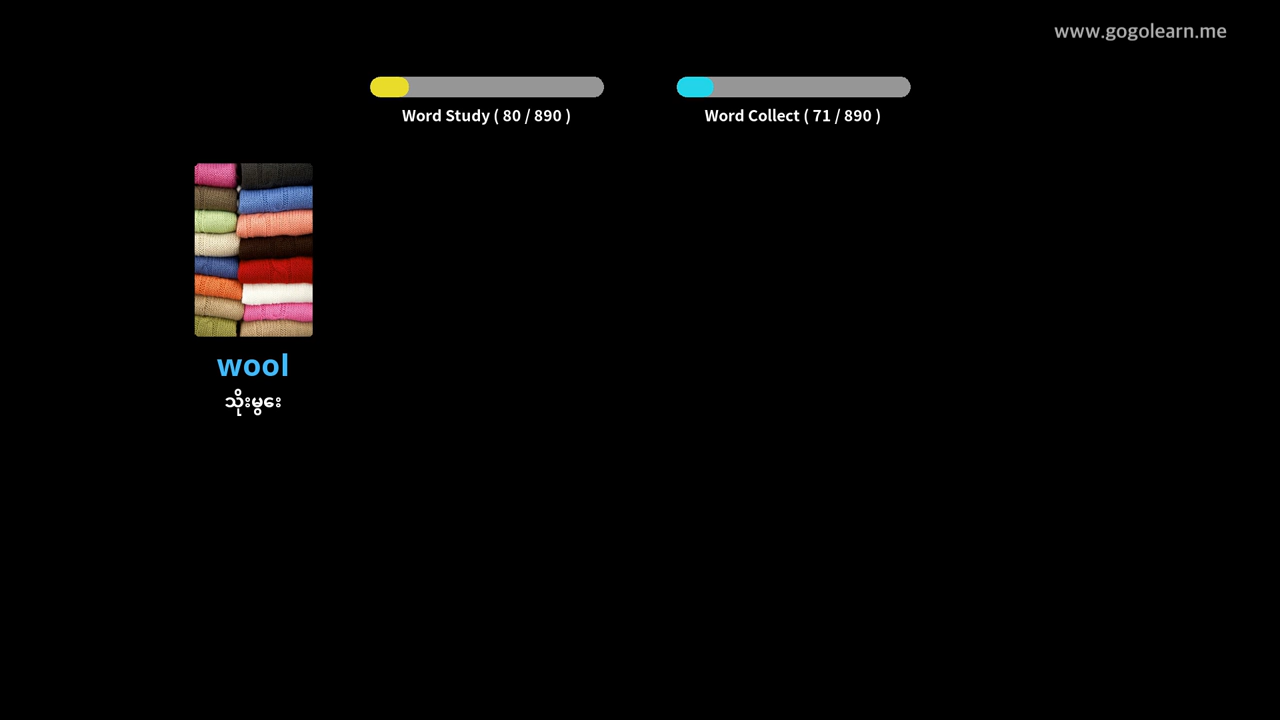 www.gogolearn.me
Word Study ( 80 / 890 )
Word Collect ( 71 / 890 )
wool
သိုးမွေး